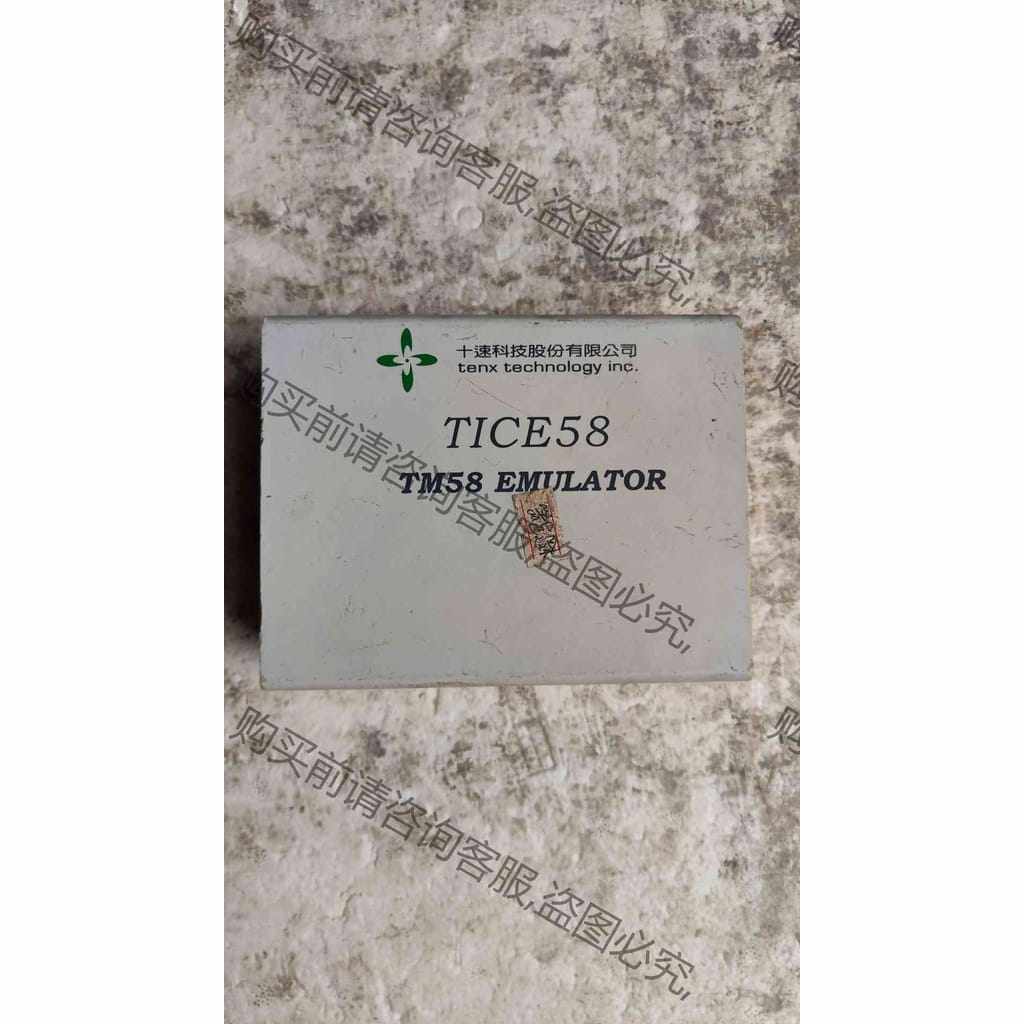 购买前请咨询客服,盗图必究,
十速科技股份有限公司
tenx technology inc.
TICE58
TM58 EMULATOR
购买前请咨询客服,盗图必究,
购买前请咨询客服,盗图必究,